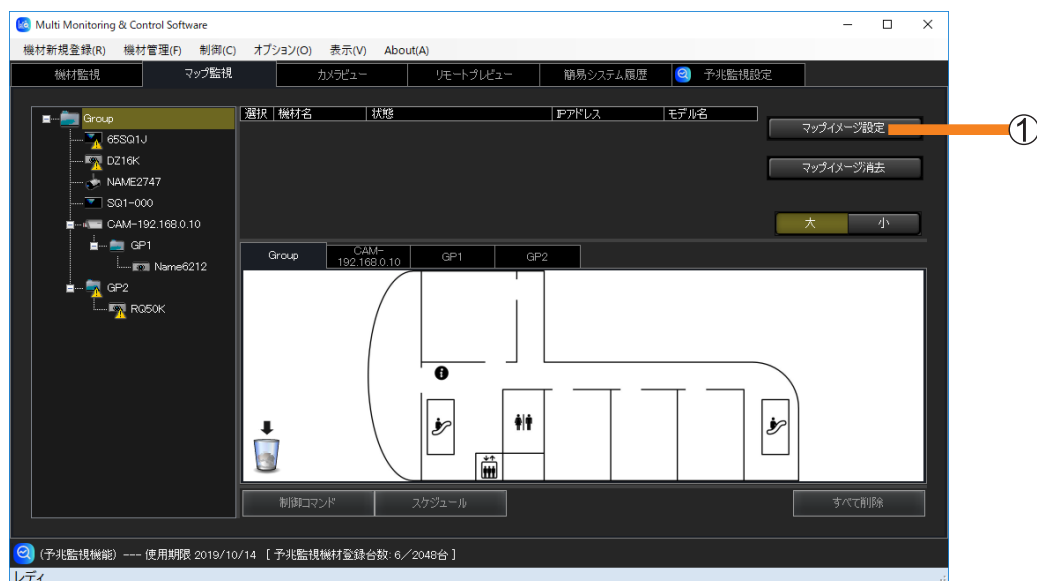 Multi Monitoring & Control Software
機材新規登録(R) 機材管理(F) 制御(C) オプション(O) 表示(V) About(A)
機材監視 マップ監視 カメラビュー リモートプレビュー 簡易システム履歴 予兆監視設定
Group
65SQ1J
DZ16K
NAME2747
SQ1-000
CAM-192.168.0.10
GP1
Name6212
GP2
RQ50K
選択 機材名 状態 IPアドレス モデル名
マップイメージ設定
①
マップイメージ消去
大 小
Group CAM-192.168.0.10 GP1 GP2
制御コマンド スケジュール すべて削除
(予兆監視機能) --- 使用期限 2019/10/14 [ 予兆監視機材登録台数: 6/2048台 ]
レディ